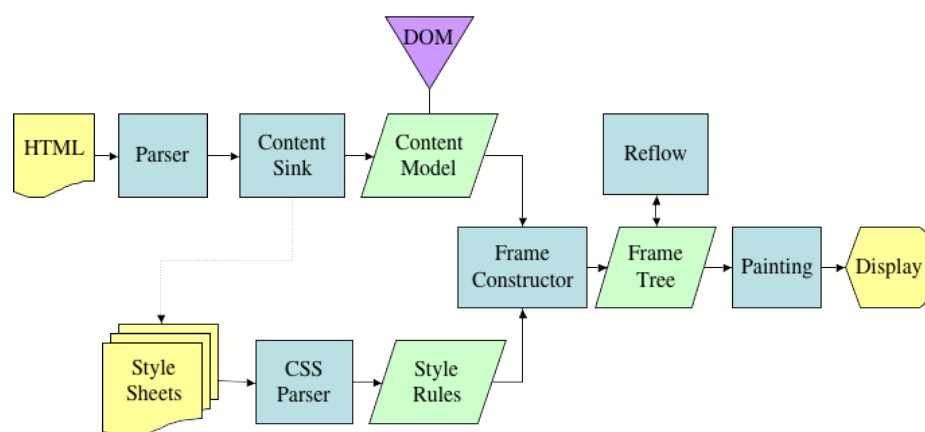 DOM
HTML
Parser
Content
Sink
Content
Model
Reflow
Frame
Constructor
Frame
Tree
Painting
Display
Style
Sheets
CSS
Parser
Style
Rules